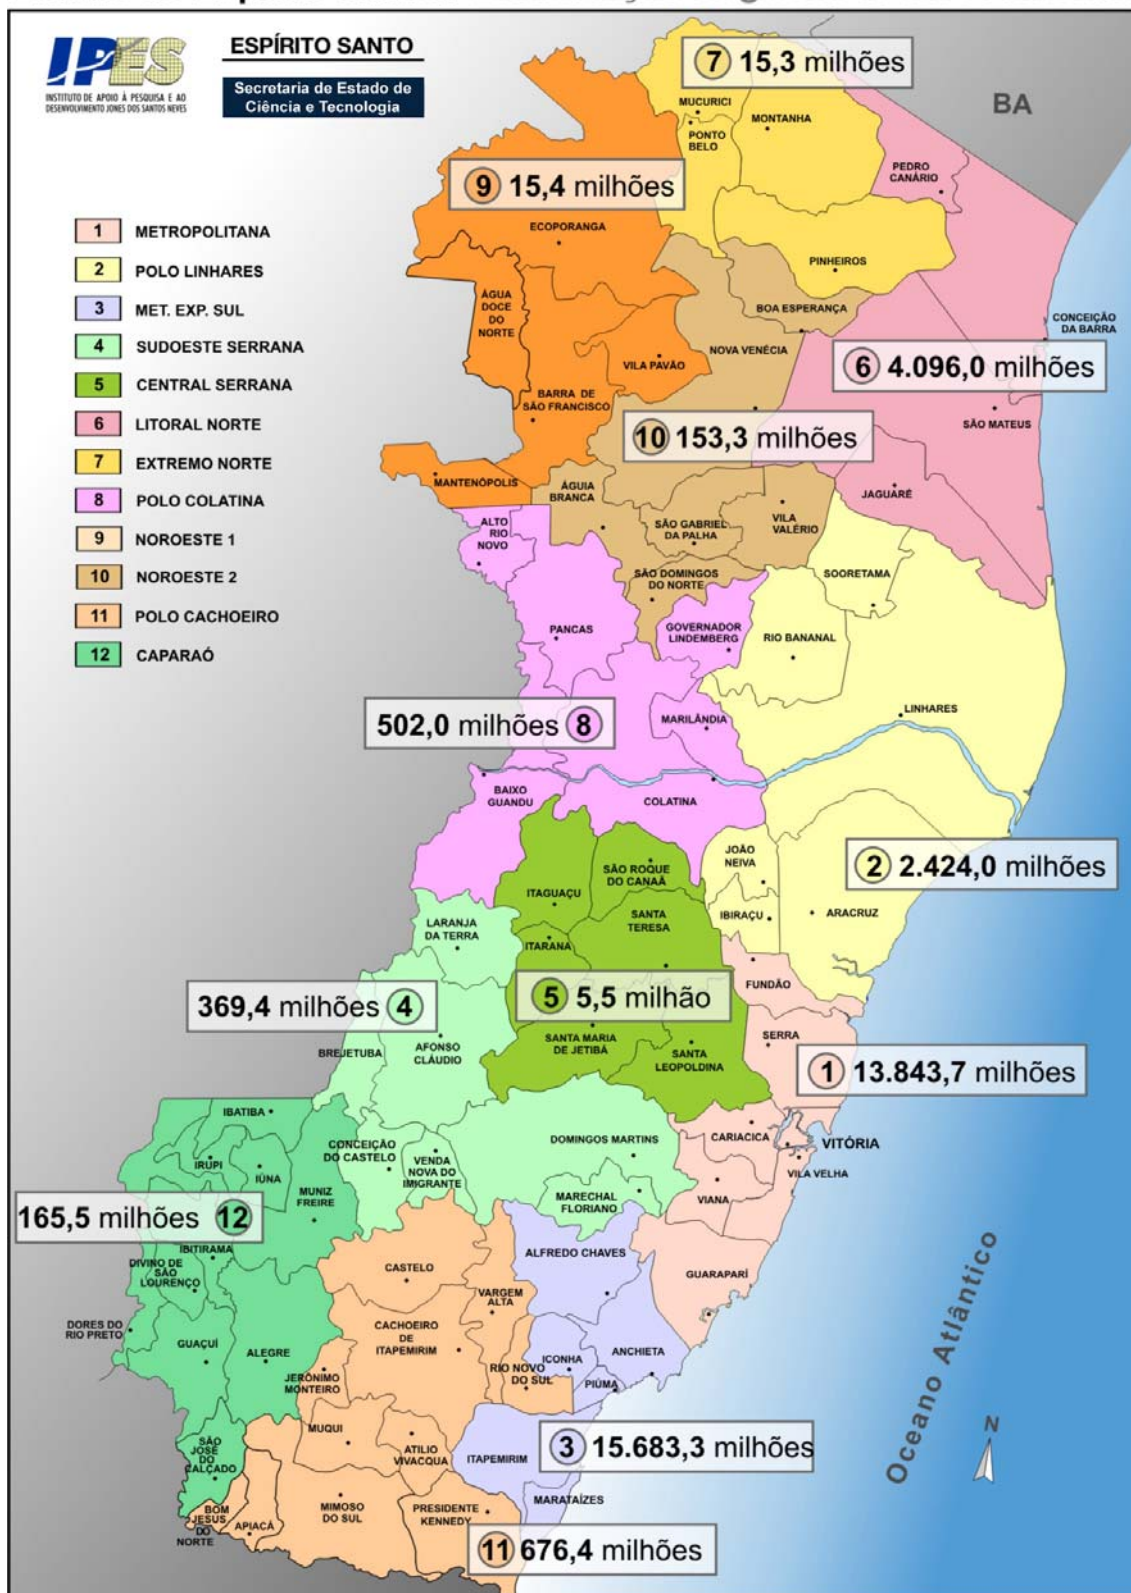 IPES
INSTITUTO DE APOIO À PESQUISA E AO
DESENVOLVIMENTO JONES DOS SANTOS NEVES
ESPÍRITO SANTO
Secretaria de Estado de
Ciência e Tecnologia
7 15,3 milhões
BA
MUCURICI
MONTANHA
PONTO
BELO
PEDRO
CANÁRIO
9 15,4 milhões
ECOPORANGA
1 METROPOLITANA
2 POLO LINHARES
3 MET. EXP. SUL
4 SUDOESTE SERRANA
5 CENTRAL SERRANA
6 LITORAL NORTE
7 EXTREMO NORTE
8 POLO COLATINA
9 NOROESTE 1
10 NOROESTE 2
11 POLO CACHOEIRO
12 CAPARAÓ
PINHEIROS
ÁGUA
DOCE
DO
NORTE
BOA ESPERANÇA
CONCEIÇÃO
DA BARRA
NOVA VENÉCIA
VILA PAVÃO
6 4.096,0 milhões
BARRA DE
SÃO FRANCISCO
SÃO MATEUS
10 153,3 milhões
MANTENÓPOLIS
ÁGUIA
BRANCA
JAGUARÉ
ALTO
RIO
NOVO
SÃO GABRIEL
DA PALHA
VILA
VALÉRIO
SÃO DOMINGOS
DO NORTE
SOORETAMA
PANCAS
GOVERNADOR
LINDEMBERG
RIO BANANAL
LINHARES
502,0 milhões 8
MARILÂNDIA
BAIXO
GUANDU
COLATINA
JOÃO
NEIVA
2 2.424,0 milhões
SÃO ROQUE
DO CANAÃ
ITAGUAÇU
IBIRAÇU
ARACRUZ
LARANJA
DA TERRA
SANTA
TERESA
ITARANA
FUNDÃO
369,4 milhões 4
5 5,5 milhão
BREJETUBA
AFONSO
CLÁUDIO
SANTA MARIA
DE JETIBÁ
SANTA
LEOPOLDINA
SERRA
1 13.843,7 milhões
IBATIBA
CONCEIÇÃO
DO CASTELO
DOMINGOS MARTINS
CARIACICA
VITÓRIA
IRUPI
IÚNA
VENDA
NOVA DO
IMIGRANTE
VILA VELHA
MUNIZ
FREIRE
MARECHAL
FLORIANO
VIANA
165,5 milhões 12
IBITIRAMA
ALFREDO CHAVES
DIVINO DE
SÃO
LOURENÇO
CASTELO
GUARAPARÍ
VARGEM
ALTA
DORES DO
RIO PRETO
CACHOEIRO
DE
ITAPEMIRIM
GUAÇUÍ
ALEGRE
ICONHA
ANCHIETA
JERÔNIMO
MONTEIRO
RIO NOVO
DO SUL
PIÚMA
Oceano Atlântico
N
MUQUI
SÃO
JOSÉ
DO
CALÇADO
ATILIO
VIVACQUA
ITAPEMIRIM
3 15.683,3 milhões
MARATAÍZES
BOM
JESUS
DO
NORTE
APIACÁ
MIMOSO
DO SUL
PRESIDENTE
KENNEDY
11 676,4 milhões